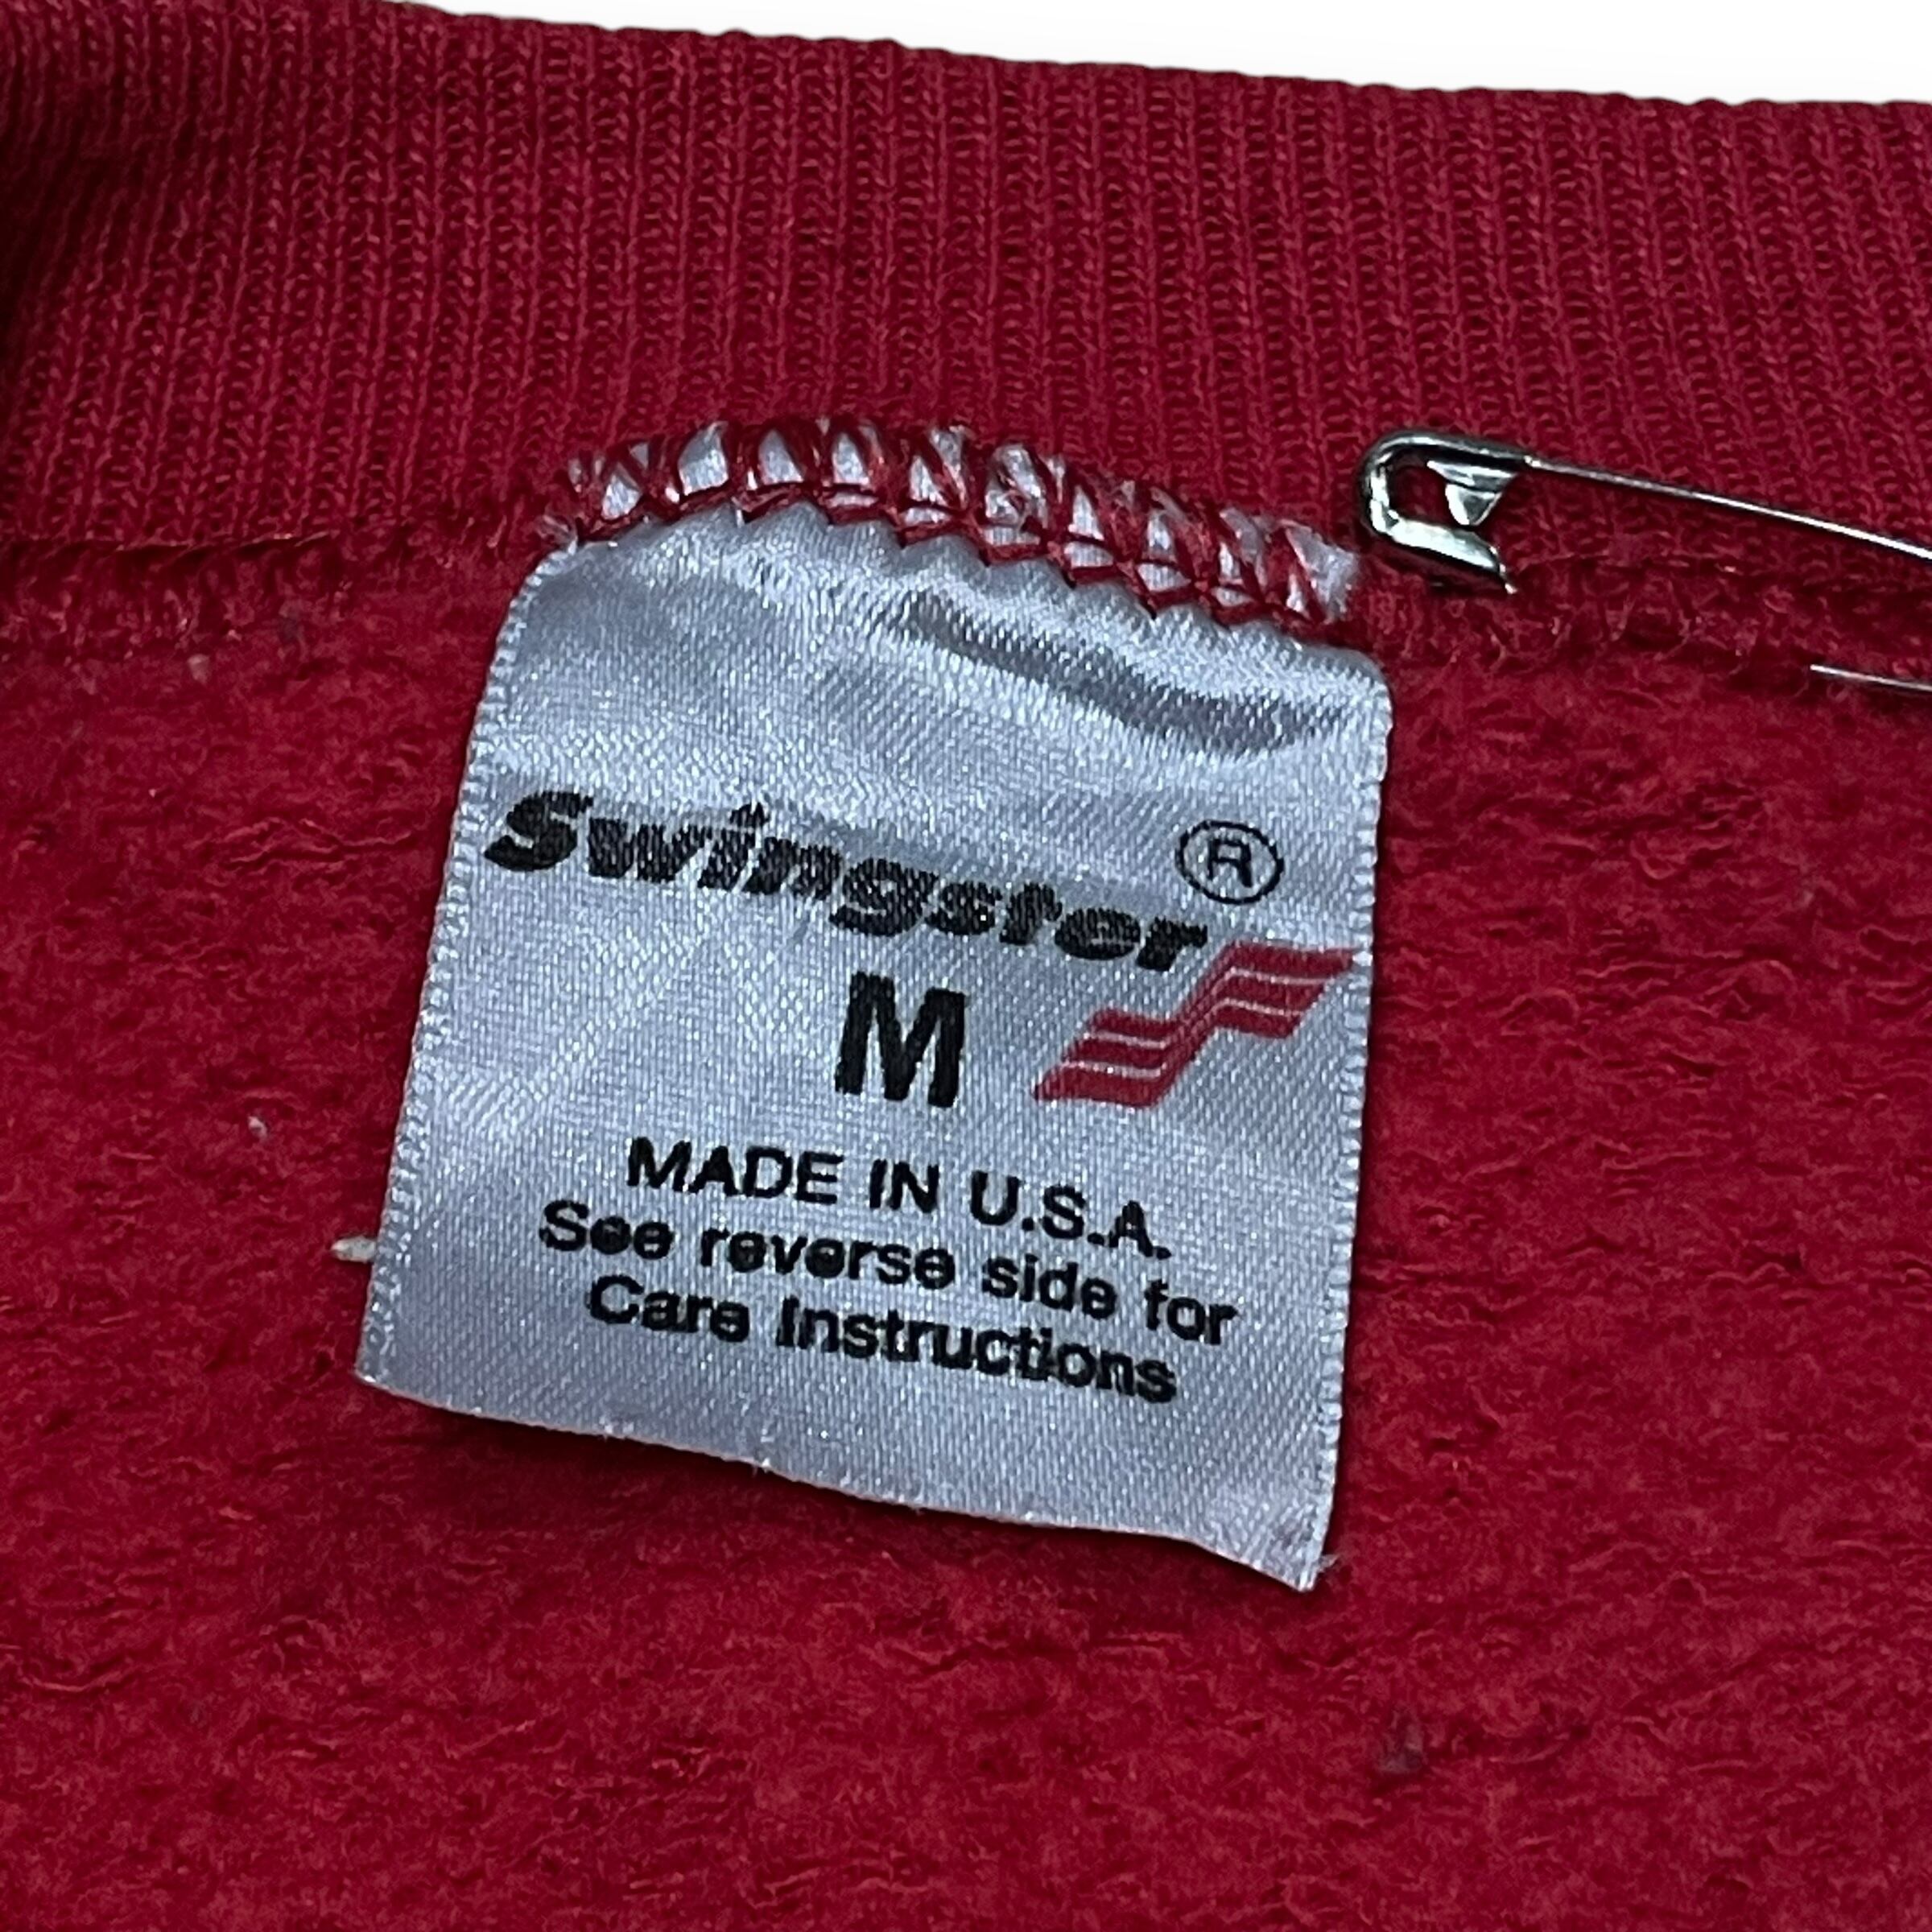 Swingster ®
M
MADE IN U.S.A.
See reverse side for
Care Instructions